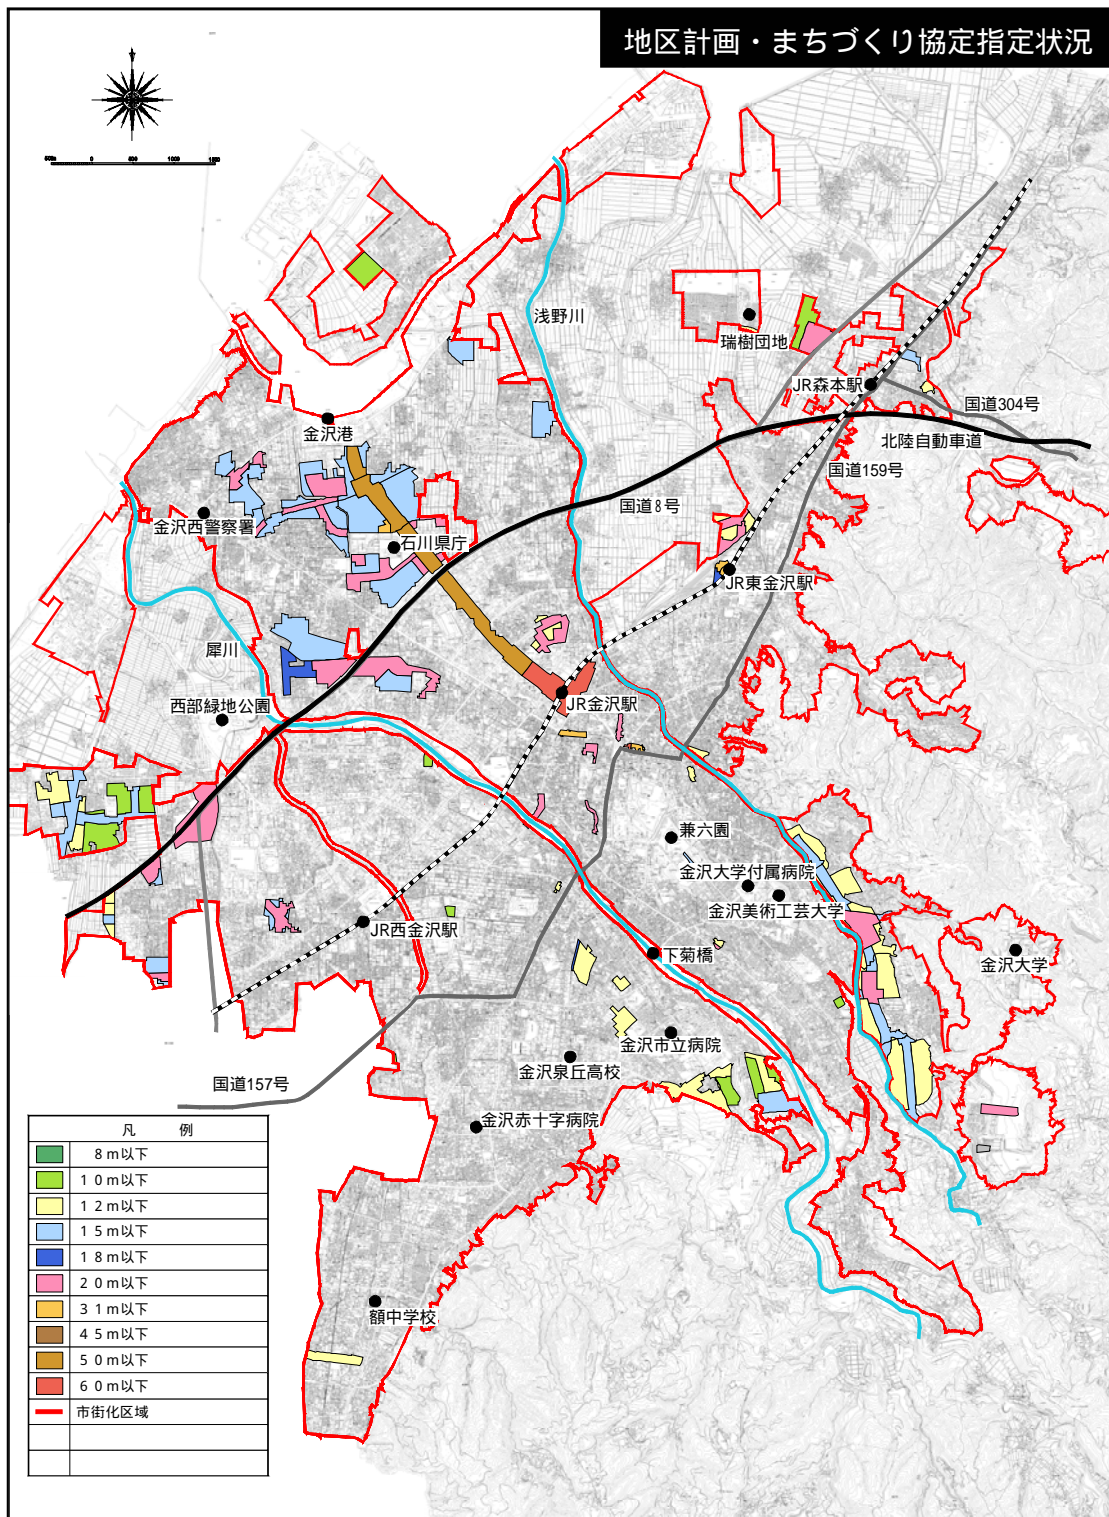 地区計画・まちづくり協定指定状況
500m 0 500 1000 1500
浅野川
瑞樹団地
JR森本駅
国道304号
金沢港
北陸自動車道
国道159号
国道8号
金沢西警察署
石川県庁
JR東金沢駅
犀川
西部緑地公園
JR金沢駅
兼六園
金沢大学付属病院
金沢美術工芸大学
JR西金沢駅
下菊橋
金沢大学
金沢市立病院
金沢泉丘高校
国道157号
金沢赤十字病院
額中学校
凡 例
8m以下
10m以下
12m以下
15m以下
18m以下
20m以下
31m以下
45m以下
50m以下
60m以下
市街化区域